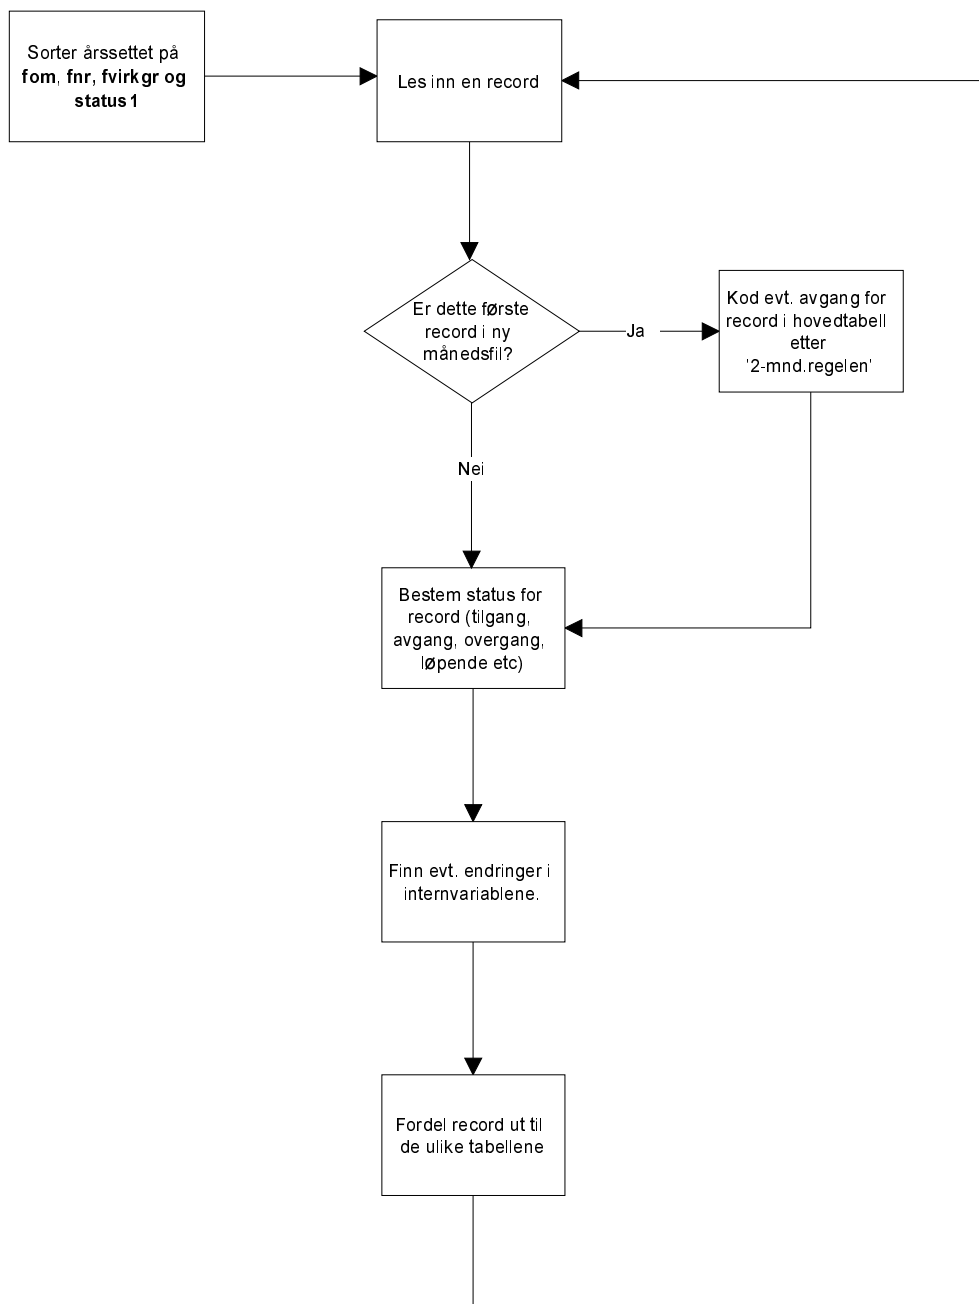 Sorter årssettet på
fom, fnr, fvirkgr og
status1
Les inn en record
Er dette første
record i ny
månedsfil?
Ja
Kod evt. avgang for
record i hovedtabell
etter
'2-mnd.regelen'
Nei
Bestem status for
record (tilgang,
avgang, overgang,
løpende etc)
Finn evt. endringer i
internvariablene.
Fordel record ut til
de ulike tabellene